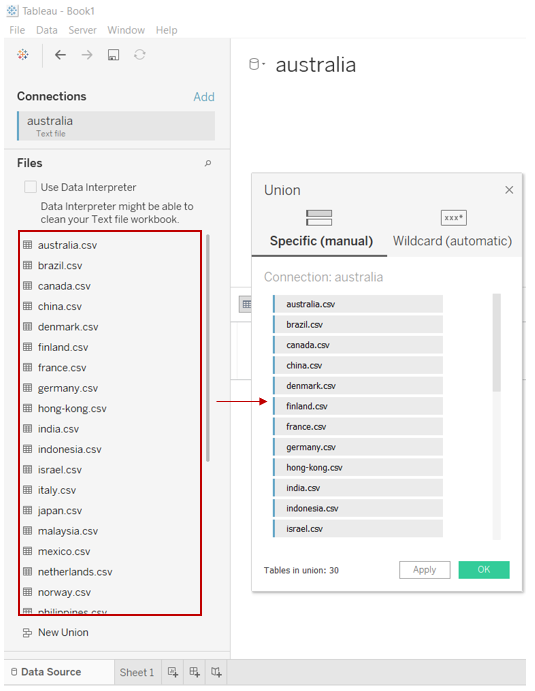 Tableau - Book1
File Data Server Window Help
australia
Connections Add
australia
Text file
Files
Use Data Interpreter
Data Interpreter might be able to
clean your Text file workbook.
australia.csv
brazil.csv
canada.csv
china.csv
denmark.csv
finland.csv
france.csv
germany.csv
hong-kong.csv
india.csv
indonesia.csv
israel.csv
italy.csv
japan.csv
malaysia.csv
mexico.csv
netherlands.csv
norway.csv
philippines.csv
New Union
Union
xxx*
Specific (manual) Wildcard (automatic)
Connection: australia
australia.csv
brazil.csv
canada.csv
china.csv
denmark.csv
finland.csv
france.csv
germany.csv
hong-kong.csv
india.csv
indonesia.csv
israel.csv
Tables in union: 30 Apply OK
Data Source Sheet 1